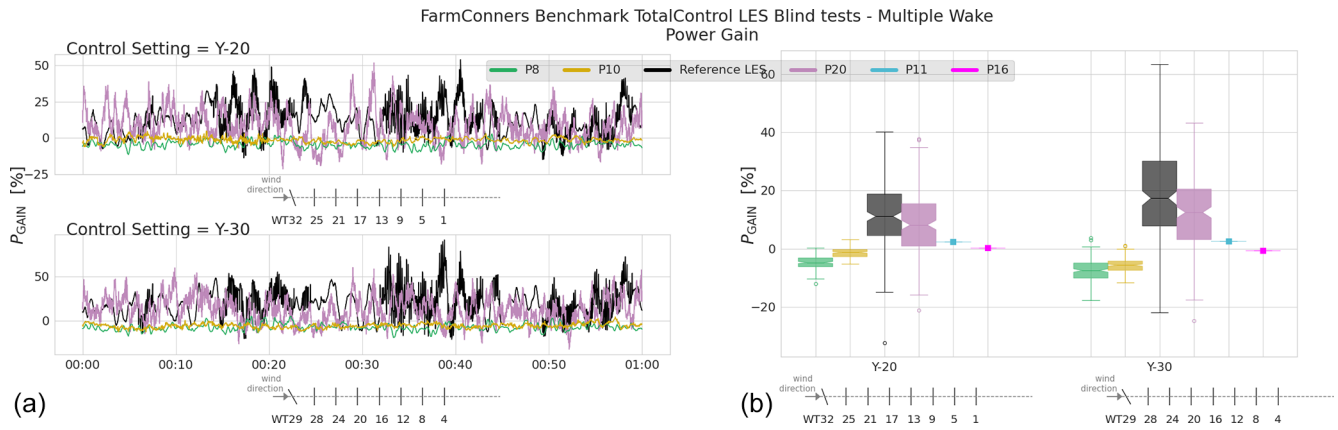 FarmConners Benchmark TotalControl LES Blind tests - Multiple Wake
Power Gain
Control Setting = Y-20
P8 P10 Reference LES P20 P11 P16
50
25
0
−25
wind
direction
WT32 25 21 17 13 9 5 1
P_GAIN [%]
Control Setting = Y-30
50
0
00:00 00:10 00:20 00:30 00:40 00:50 01:00
wind
direction
WT29 28 24 20 16 12 8 4
(a)
P_GAIN [%]
60
40
20
0
−20
Y-20 Y-30
wind
direction
WT32 25 21 17 13 9 5 1
wind
direction
WT29 28 24 20 16 12 8 4
(b)